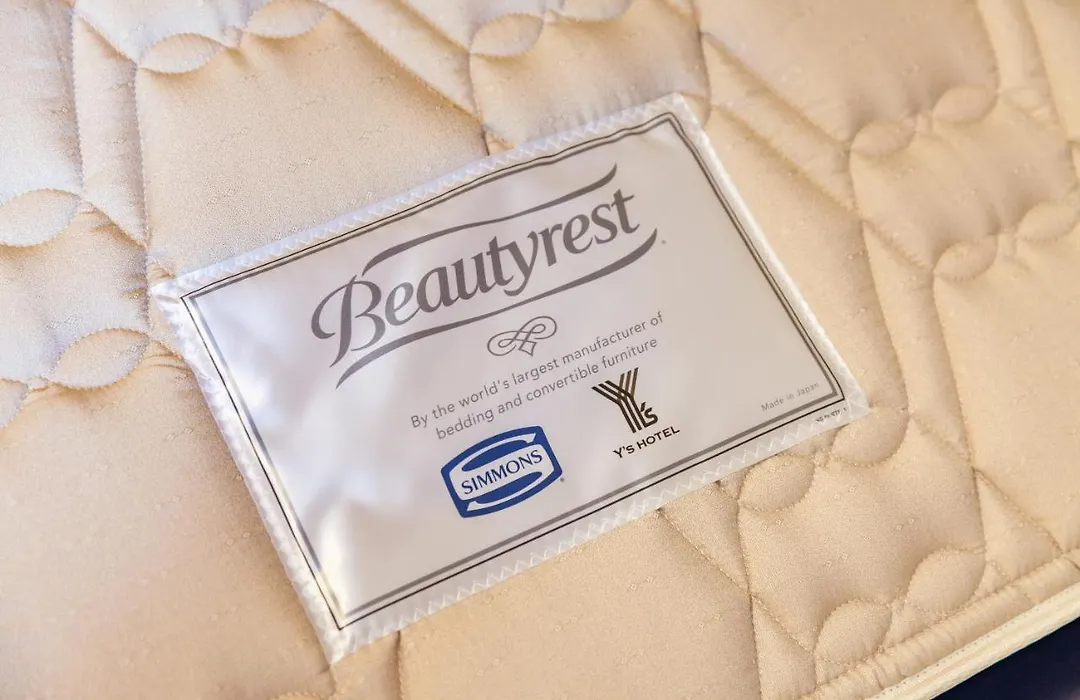 Beautyrest
By the world's largest manufacturer of
bedding and convertible furniture
SIMMONS
Y's
Y'S HOTEL
Made in Japan